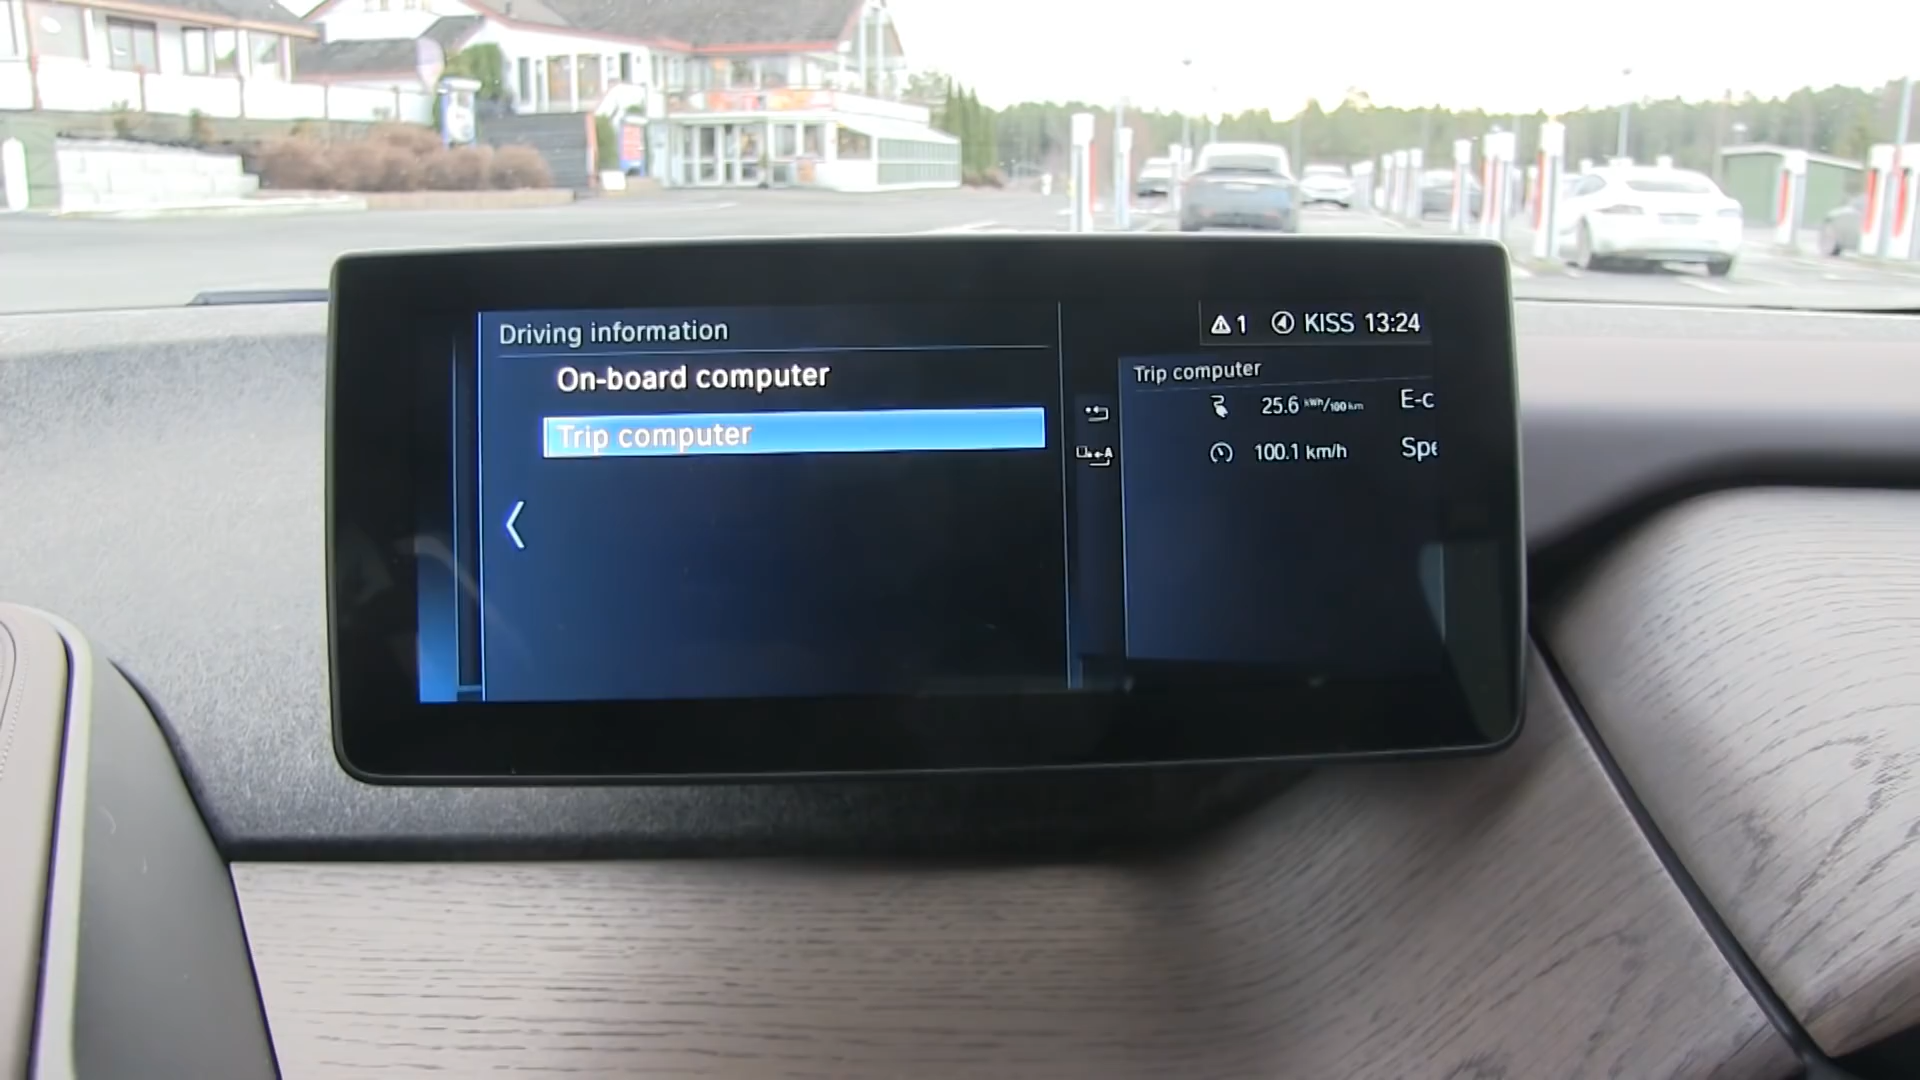 Driving information
On-board computer
Trip computer
1 KISS 13:24
Trip computer
25.6 kWh/100 km E-c
100.1 km/h Spe